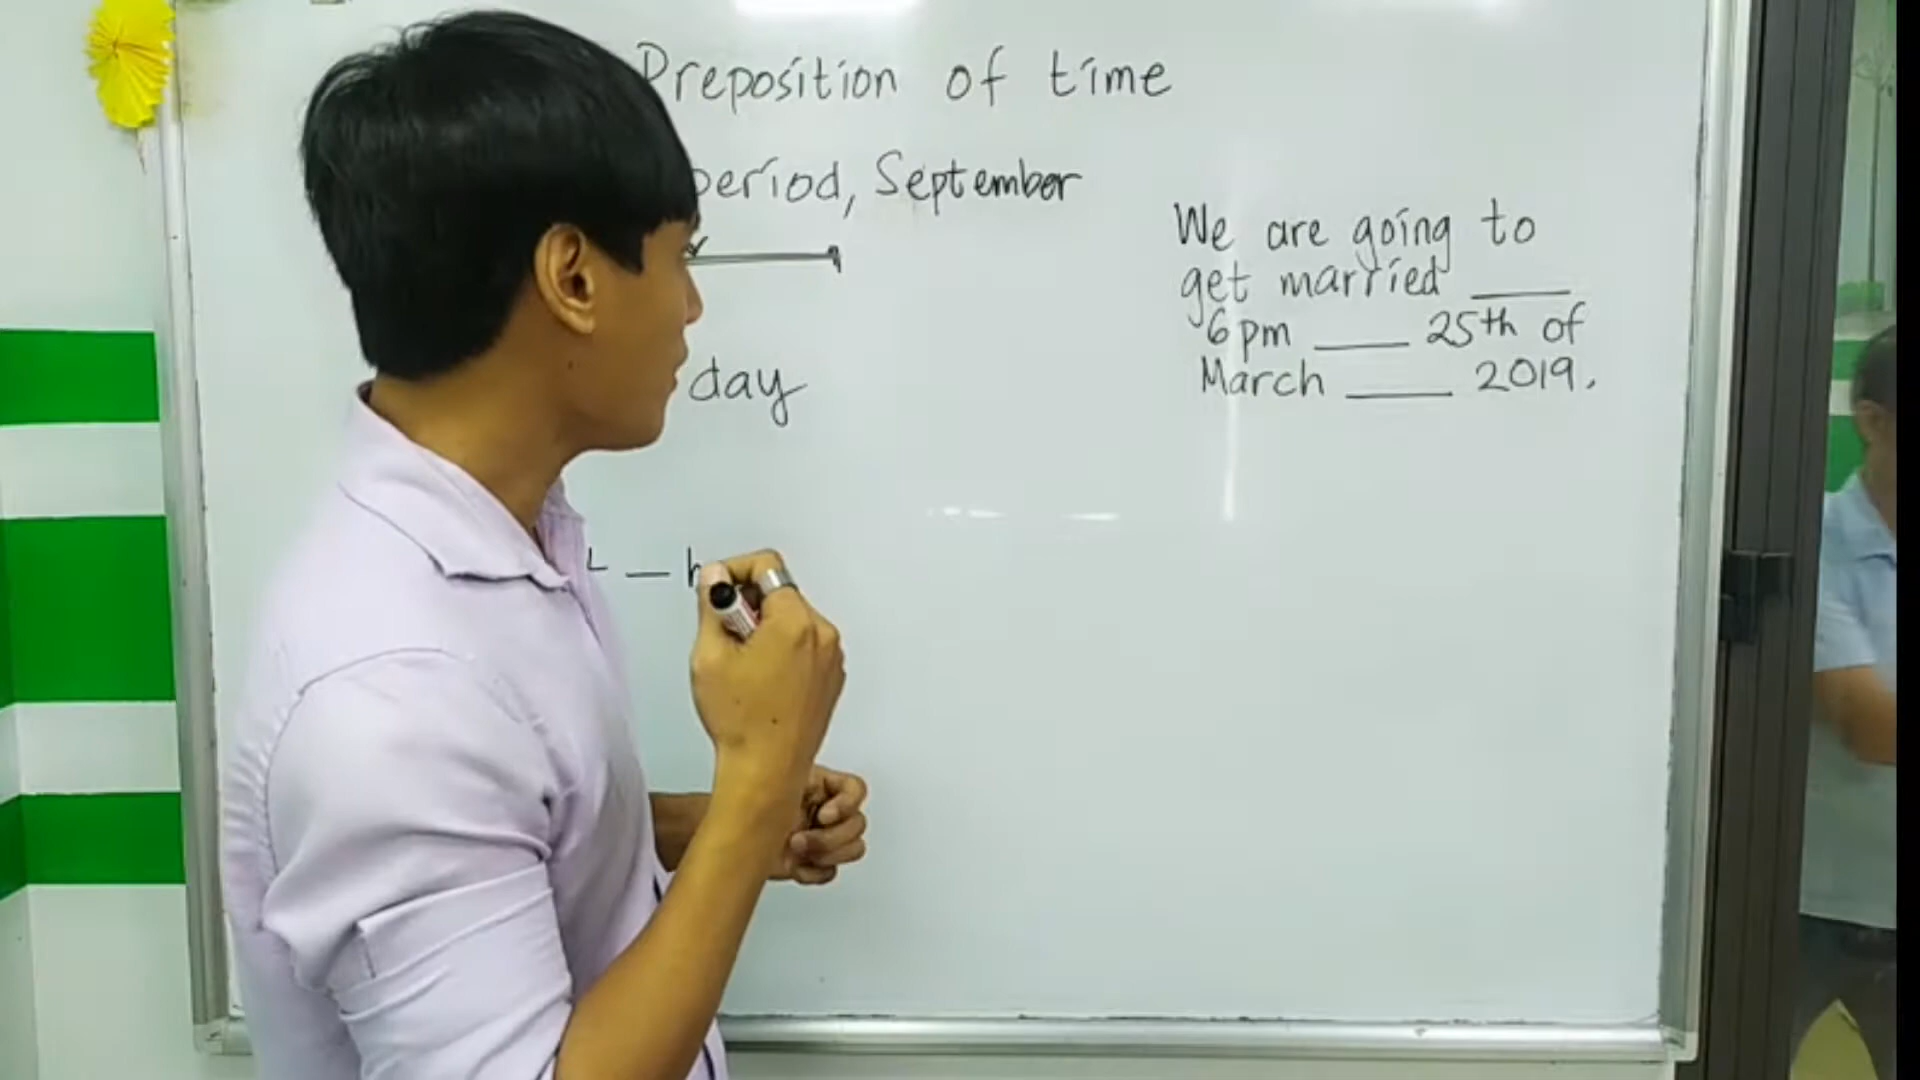 Preposition of time
period, September
day
We are going to
get married ____
6pm ____ 25th of
March ____ 2019.